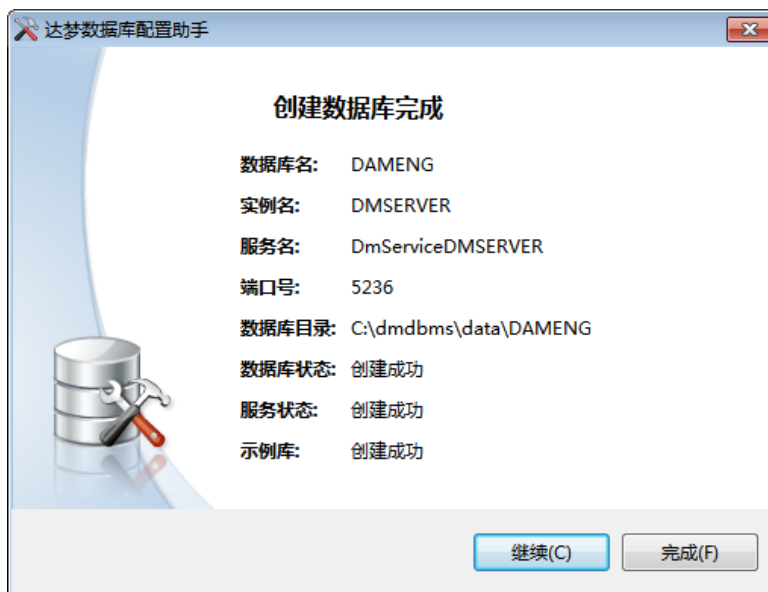 达梦数据库配置助手
创建数据库完成
数据库名: DAMENG
实例名: DMSERVER
服务名: DmServiceDMSERVER
端口号: 5236
数据库目录: C:\dmdbms\data\DAMENG
数据库状态: 创建成功
服务状态: 创建成功
示例库: 创建成功
继续(C) 完成(F)